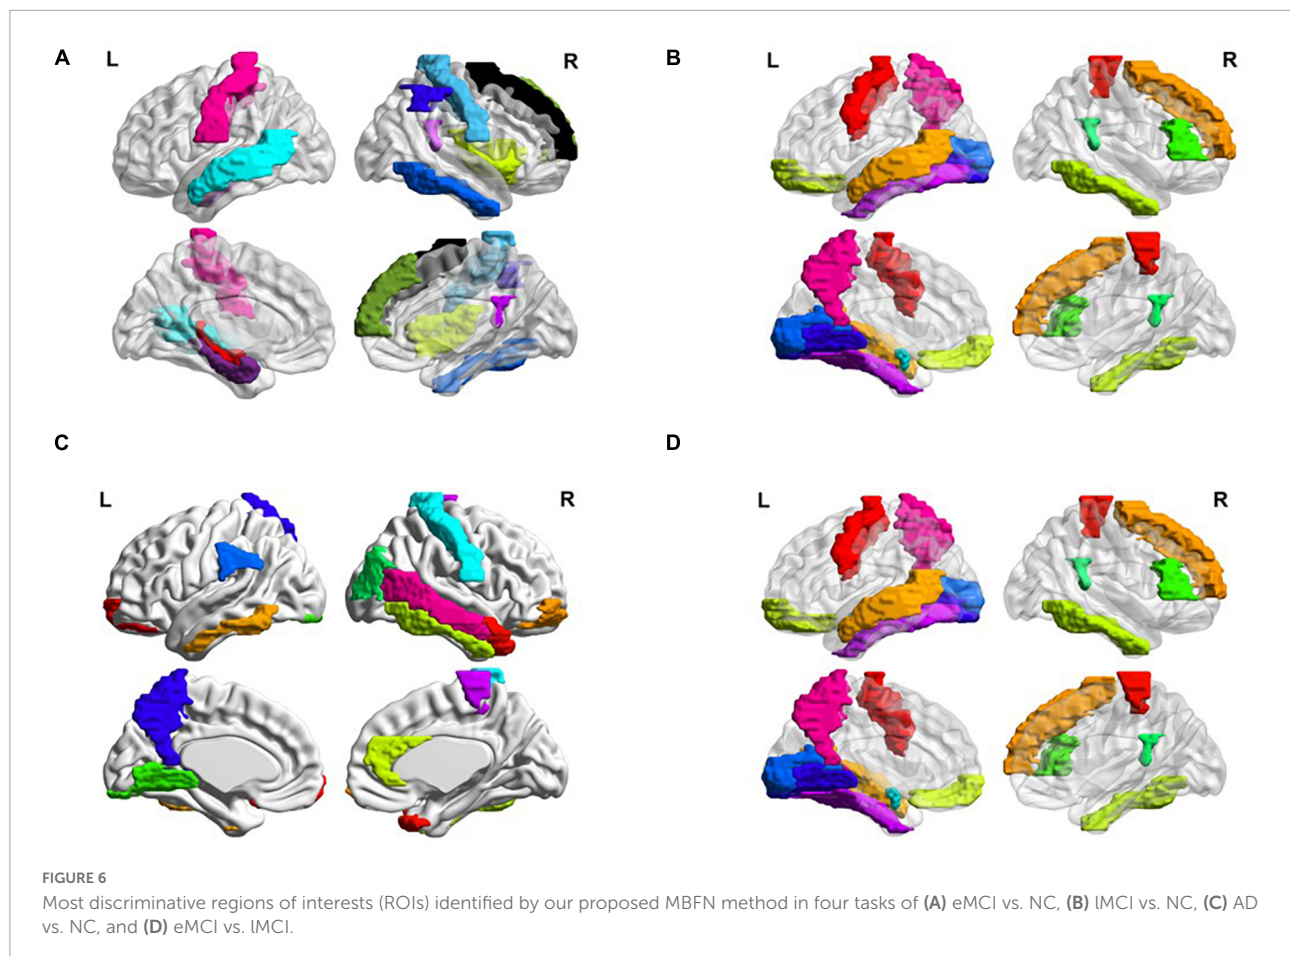 A L R
B L R
C L R
D L R
FIGURE 6
Most discriminative regions of interests (ROIs) identified by our proposed MBFN method in four tasks of (A) eMCI vs. NC, (B) lMCI vs. NC, (C) AD
vs. NC, and (D) eMCI vs. lMCI.